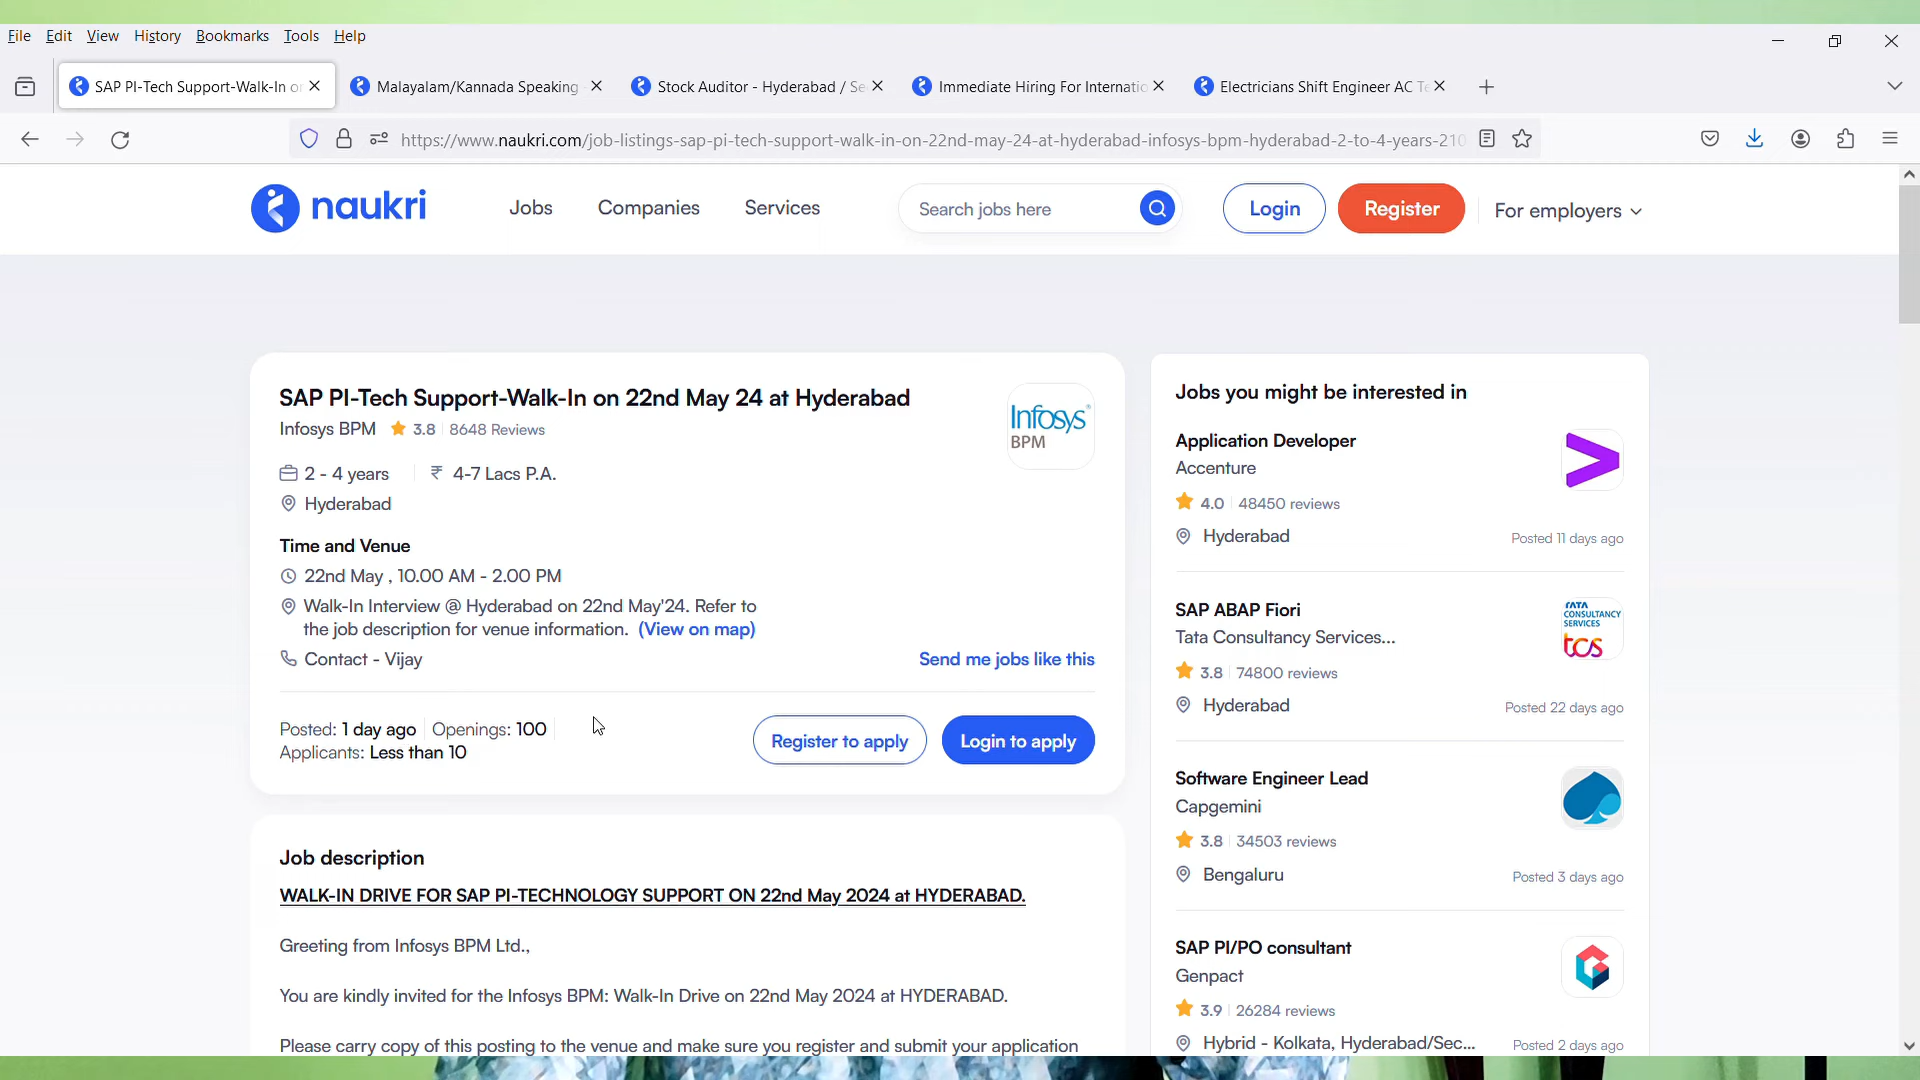 File Edit View History Bookmarks Tools Help
SAP PI-Tech Support-Walk-In or
Malayalam/Kannada Speaking
Stock Auditor - Hyderabad / Se
Immediate Hiring For Internatio
Electricians Shift Engineer AC Te
https://www.naukri.com/job-listings-sap-pi-tech-support-walk-in-on-22nd-may-24-at-hyderabad-infosys-bpm-hyderabad-2-to-4-years-210
naukri Jobs Companies Services Search jobs here Login Register For employers
SAP PI-Tech Support-Walk-In on 22nd May 24 at Hyderabad
Infosys BPM 3.8 8648 Reviews
Infosys
BPM
2 - 4 years ₹ 4-7 Lacs P.A.
Hyderabad
Time and Venue
22nd May , 10.00 AM - 2.00 PM
Walk-In Interview @ Hyderabad on 22nd May'24. Refer to
the job description for venue information. (View on map)
Contact - Vijay
Send me jobs like this
Posted: 1 day ago Openings: 100
Applicants: Less than 10
Register to apply Login to apply
Job description
WALK-IN DRIVE FOR SAP PI-TECHNOLOGY SUPPORT ON 22nd May 2024 at HYDERABAD.
Greeting from Infosys BPM Ltd.,
You are kindly invited for the Infosys BPM: Walk-In Drive on 22nd May 2024 at HYDERABAD.
Please carry copy of this posting to the venue and make sure you register and submit your application
Jobs you might be interested in
Application Developer
Accenture
4.0 48450 reviews
Hyderabad Posted 11 days ago
SAP ABAP Fiori
Tata Consultancy Services...
TATA
CONSULTANCY
SERVICES
tcs
3.8 74800 reviews
Hyderabad Posted 22 days ago
Software Engineer Lead
Capgemini
3.8 34503 reviews
Bengaluru Posted 3 days ago
SAP PI/PO consultant
Genpact
3.9 26284 reviews
Hybrid - Kolkata, Hyderabad/Sec... Posted 2 days ago